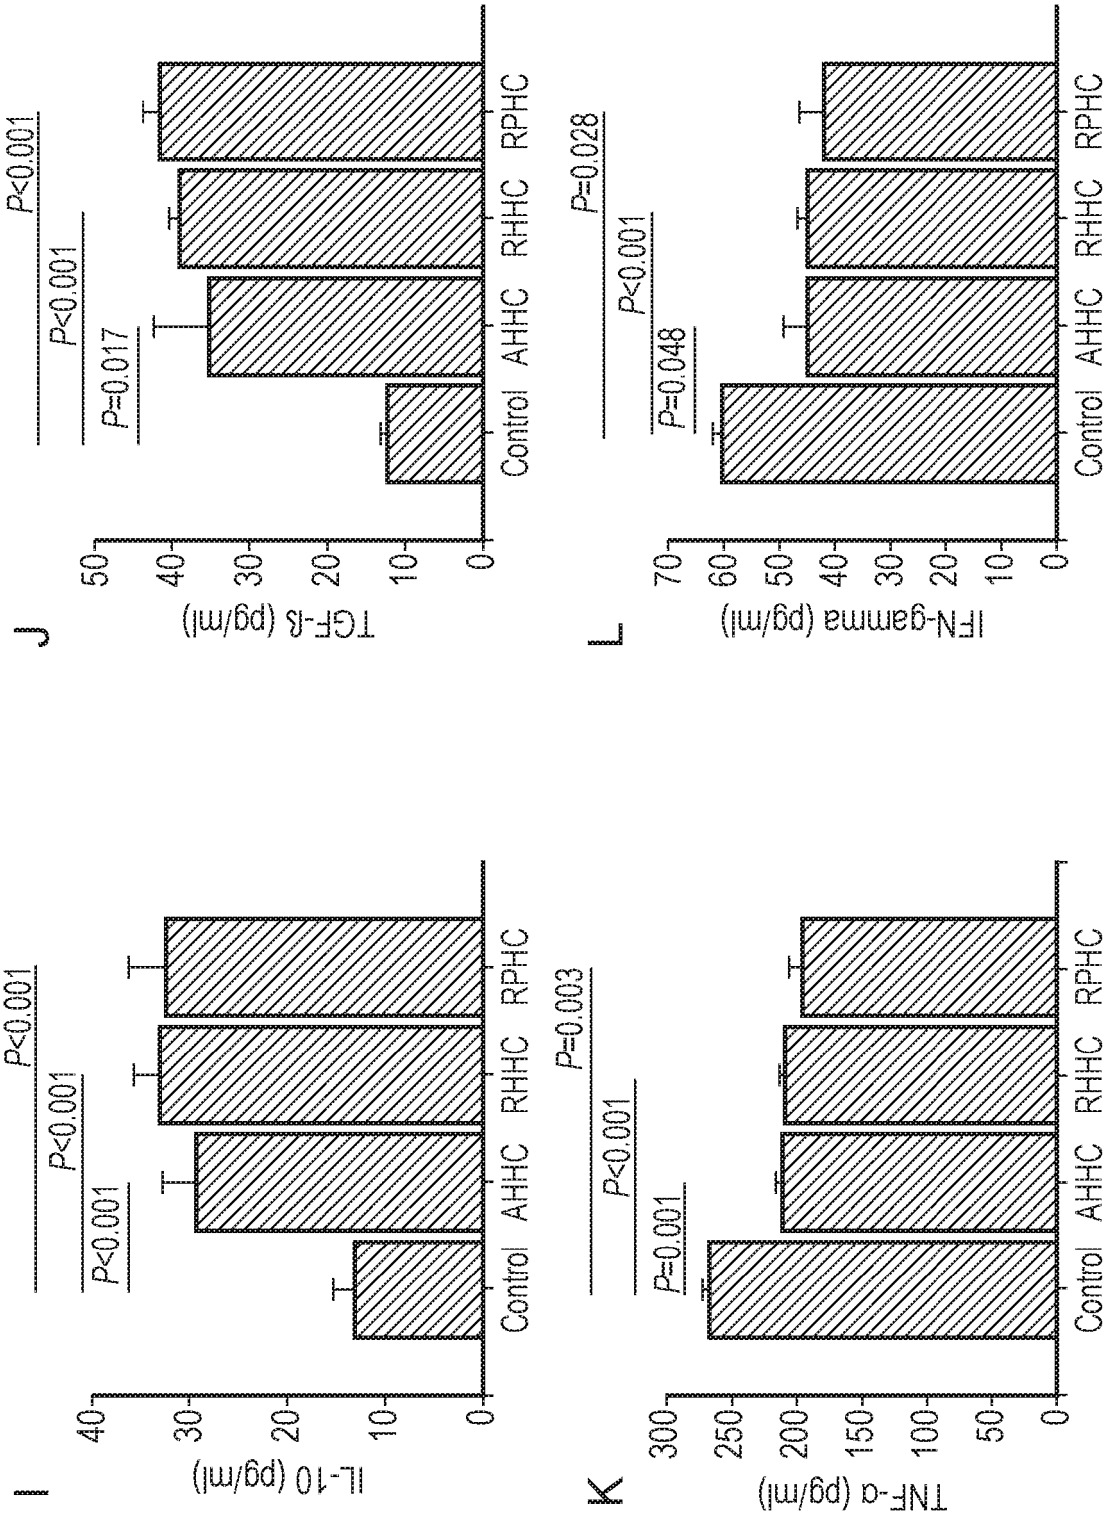 I
IL-10 (pg/ml)
40
30
20
10
0
P<0.001
P<0.001
P<0.001
Control AHHC RHHC RPHC
J
TGF-ß (pg/ml)
50
40
30
20
10
0
P<0.001
P<0.001
P=0.017
Control AHHC RHHC RPHC
K
TNF-α (pg/ml)
300
250
200
150
100
50
0
P=0.003
P<0.001
P=0.001
Control AHHC RHHC RPHC
L
IFN-gamma (pg/ml)
70
60
50
40
30
20
10
0
P=0.028
P<0.001
P=0.048
Control AHHC RHHC RPHC